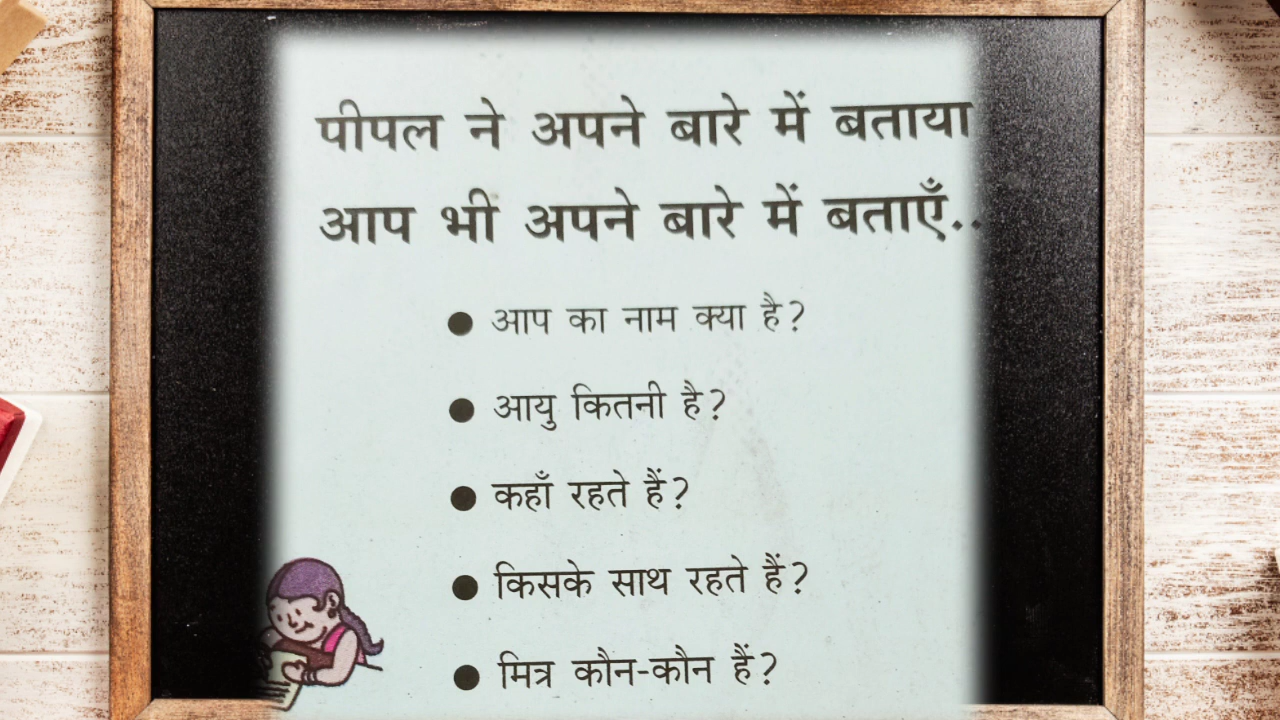 पीपल ने अपने बारे में बताया
आप भी अपने बारे में बताएँ..
● आप का नाम क्या है?
● आयु कितनी है?
● कहाँ रहते हैं?
● किसके साथ रहते हैं?
● मित्र कौन-कौन हैं?